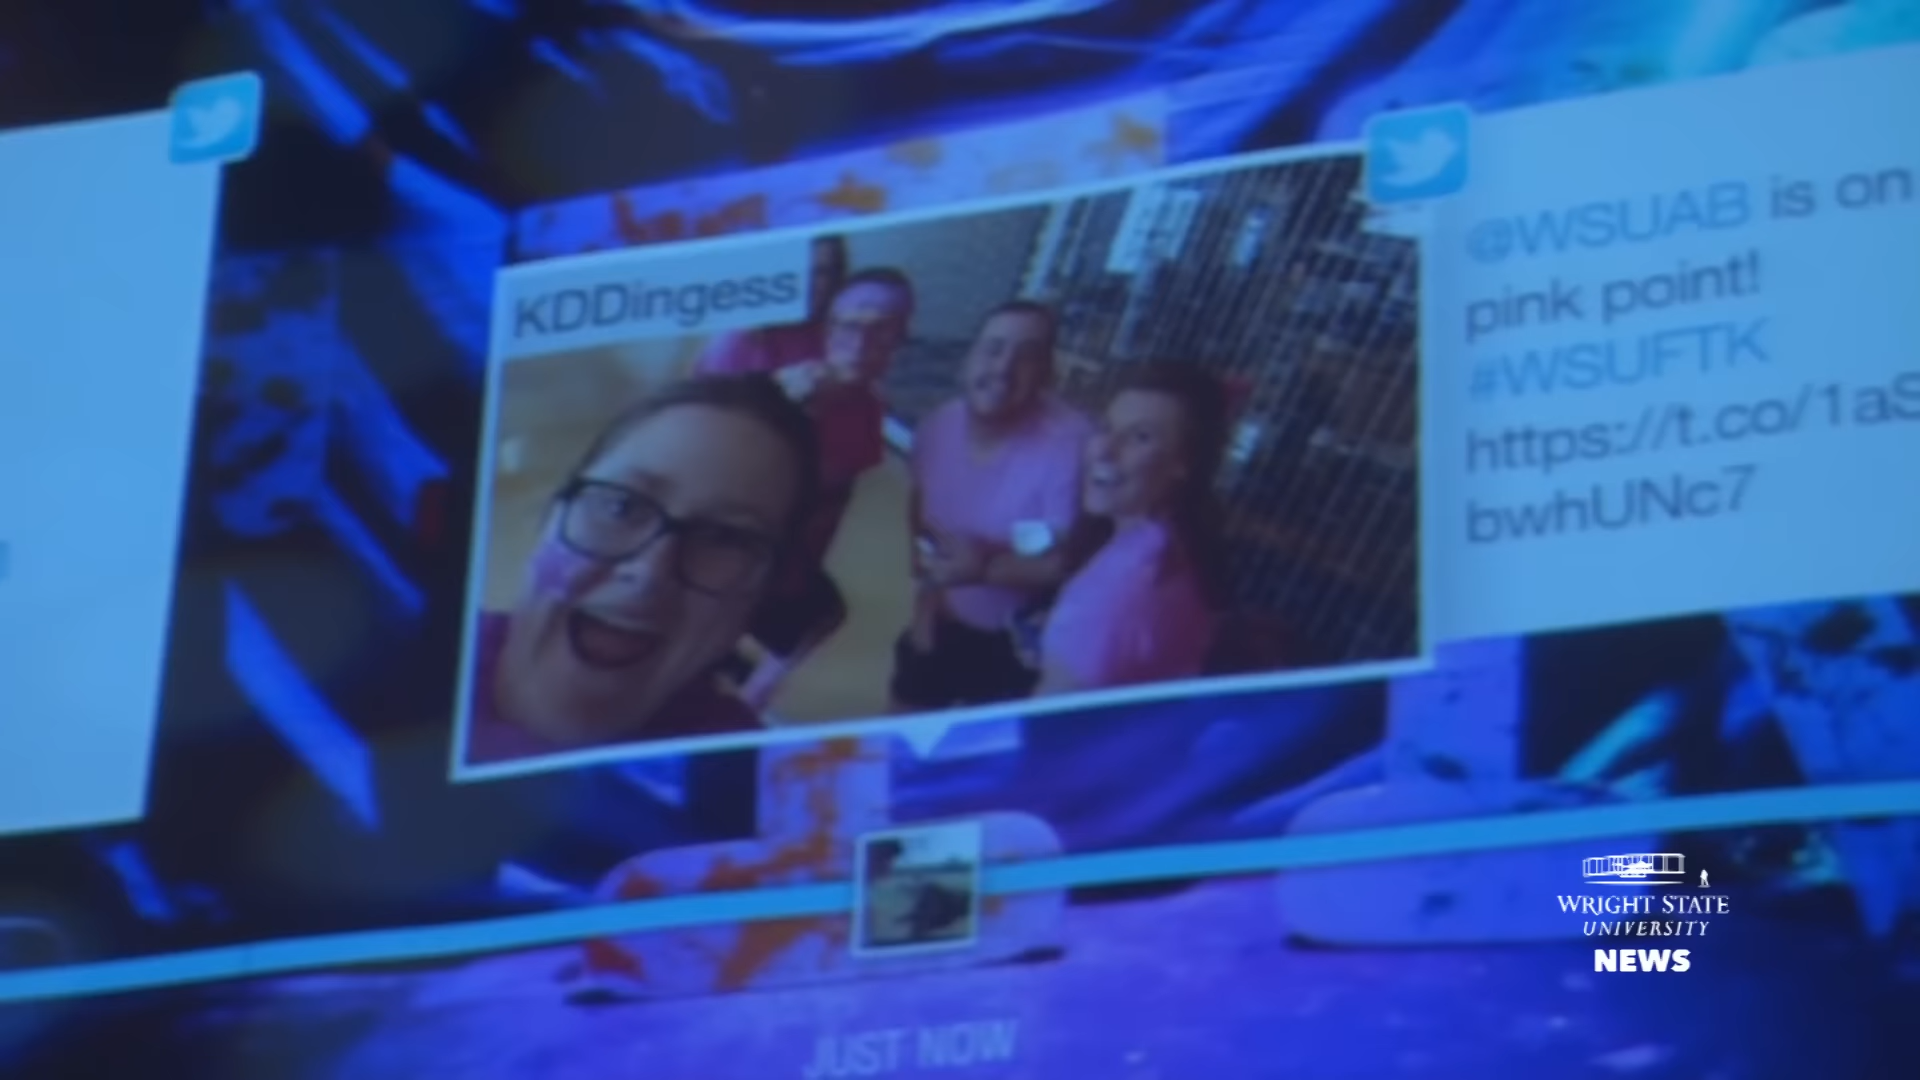 KDDingess
@WSUAB is on
pink point!
#WSUFTK
https://t.co/1aS
bwhUNc7
JUST NOW
WRIGHT STATE
UNIVERSITY
NEWS